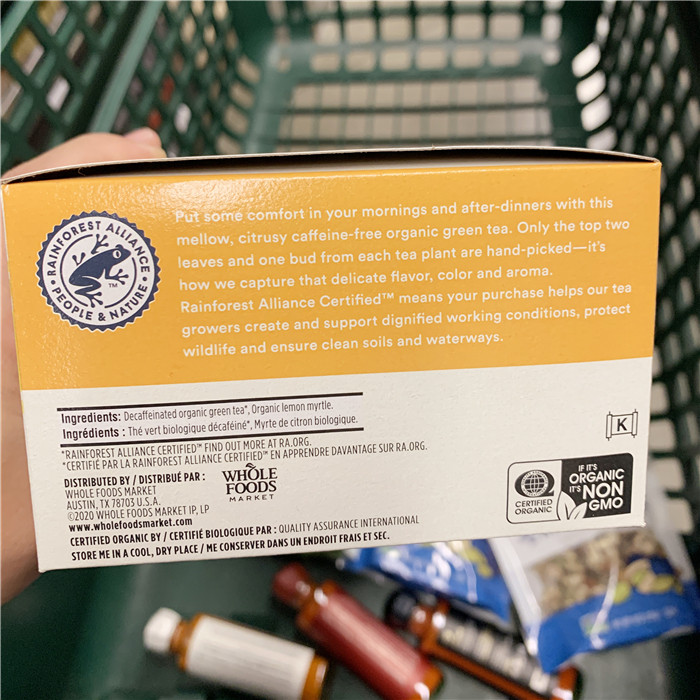 RAINFOREST ALLIANCE
PEOPLE & NATURE
TM
Put some comfort in your mornings and after-dinners with this
mellow, citrusy caffeine-free organic green tea. Only the top two
leaves and one bud from each tea plant are hand-picked—it's
how we capture that delicate flavor, color and aroma.
Rainforest Alliance Certified™ means your purchase helps our tea
growers create and support dignified working conditions, protect
wildlife and ensure clean soils and waterways.
Ingredients: Decaffeinated organic green tea*, Organic lemon myrtle.
Ingrédients : Thé vert biologique décaféiné*, Myrte de citron biologique.
*RAINFOREST ALLIANCE CERTIFIED™ FIND OUT MORE AT RA.ORG.
*CERTIFIÉ PAR LA RAINFOREST ALLIANCE CERTIFIED™ EN APPRENDRE DAVANTAGE SUR RA.ORG.
DISTRIBUTED BY / DISTRIBUÉ PAR :
WHOLE FOODS MARKET
AUSTIN, TX 78703 U.S.A.
©2020 WHOLE FOODS MARKET IP, LP
www.wholefoodsmarket.com
WHOLE
FOODS
MARKET
CERTIFIED ORGANIC BY / CERTIFIÉ BIOLOGIQUE PAR : QUALITY ASSURANCE INTERNATIONAL
STORE ME IN A COOL, DRY PLACE / ME CONSERVER DANS UN ENDROIT FRAIS ET SEC.
K
CERTIFIED
ORGANIC
IF IT'S
ORGANIC
IT'S NON
GMO